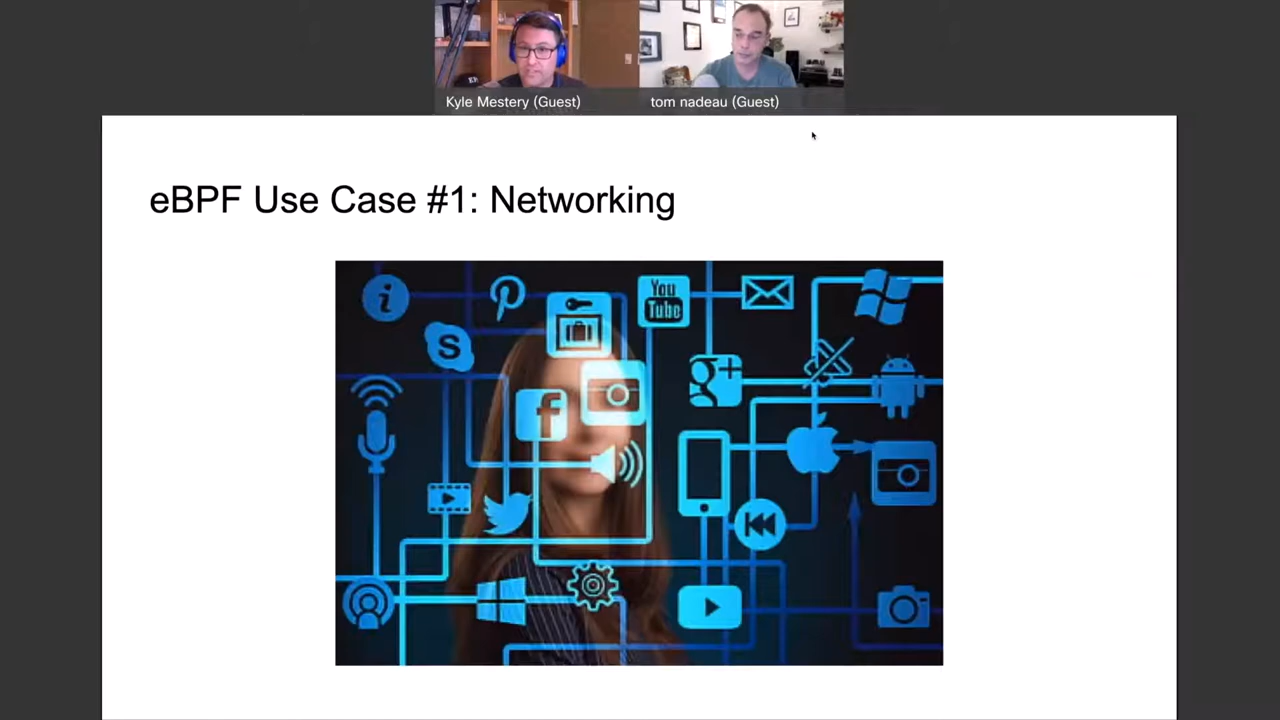 Kyle Mestery (Guest)
tom nadeau (Guest)
eBPF Use Case #1: Networking
You
Tube
i
S
f
g+